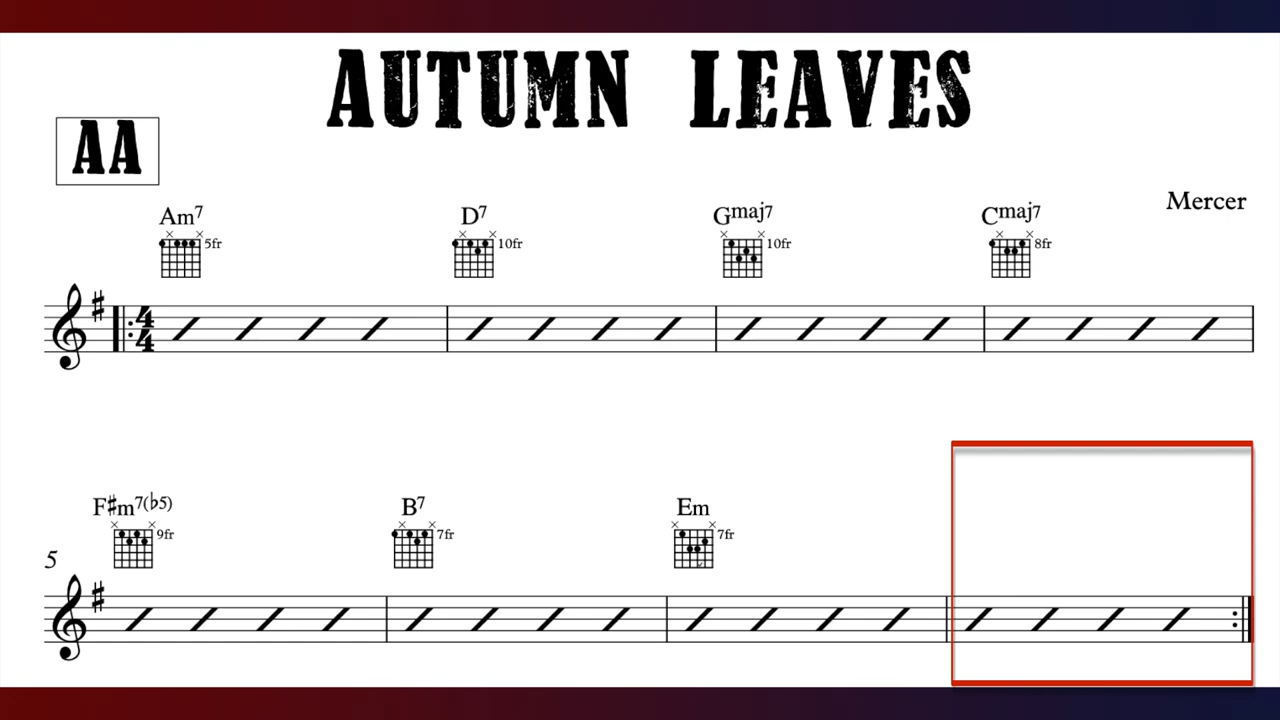 AUTUMN LEAVES
AA
Mercer
Am7 D7 Gmaj7 Cmaj7
5fr 10fr 10fr 8fr
4
4
F#m7(b5) B7 Em
9fr 7fr 7fr
5